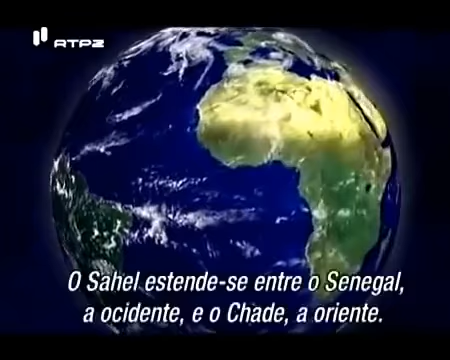 RTP2
O Sahel estende-se entre o Senegal,
a ocidente, e o Chade, a oriente.